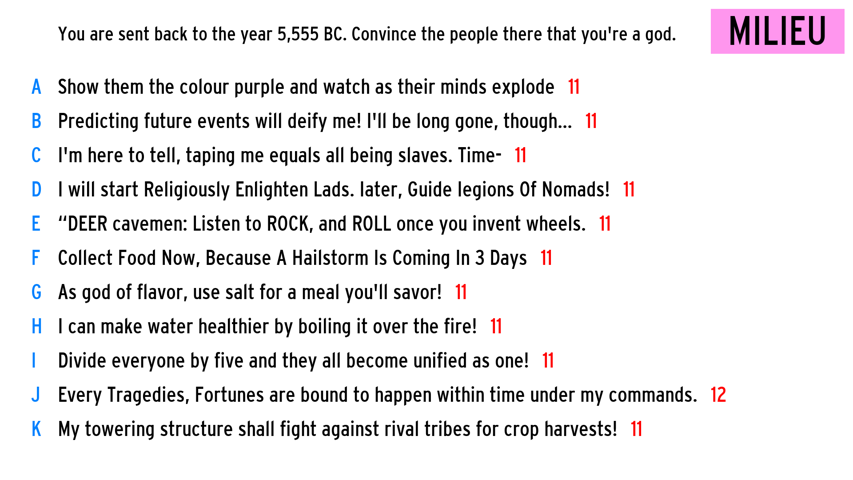 You are sent back to the year 5,555 BC. Convince the people there that you're a god.
MILIEU
A Show them the colour purple and watch as their minds explode 11
B Predicting future events will deify me! I'll be long gone, though... 11
C I'm here to tell, taping me equals all being slaves. Time- 11
D I will start Religiously Enlighten Lads. later, Guide legions Of Nomads! 11
E “DEER cavemen: Listen to ROCK, and ROLL once you invent wheels. 11
F Collect Food Now, Because A Hailstorm Is Coming In 3 Days 11
G As god of flavor, use salt for a meal you'll savor! 11
H I can make water healthier by boiling it over the fire! 11
I Divide everyone by five and they all become unified as one! 11
J Every Tragedies, Fortunes are bound to happen within time under my commands. 12
K My towering structure shall fight against rival tribes for crop harvests! 11